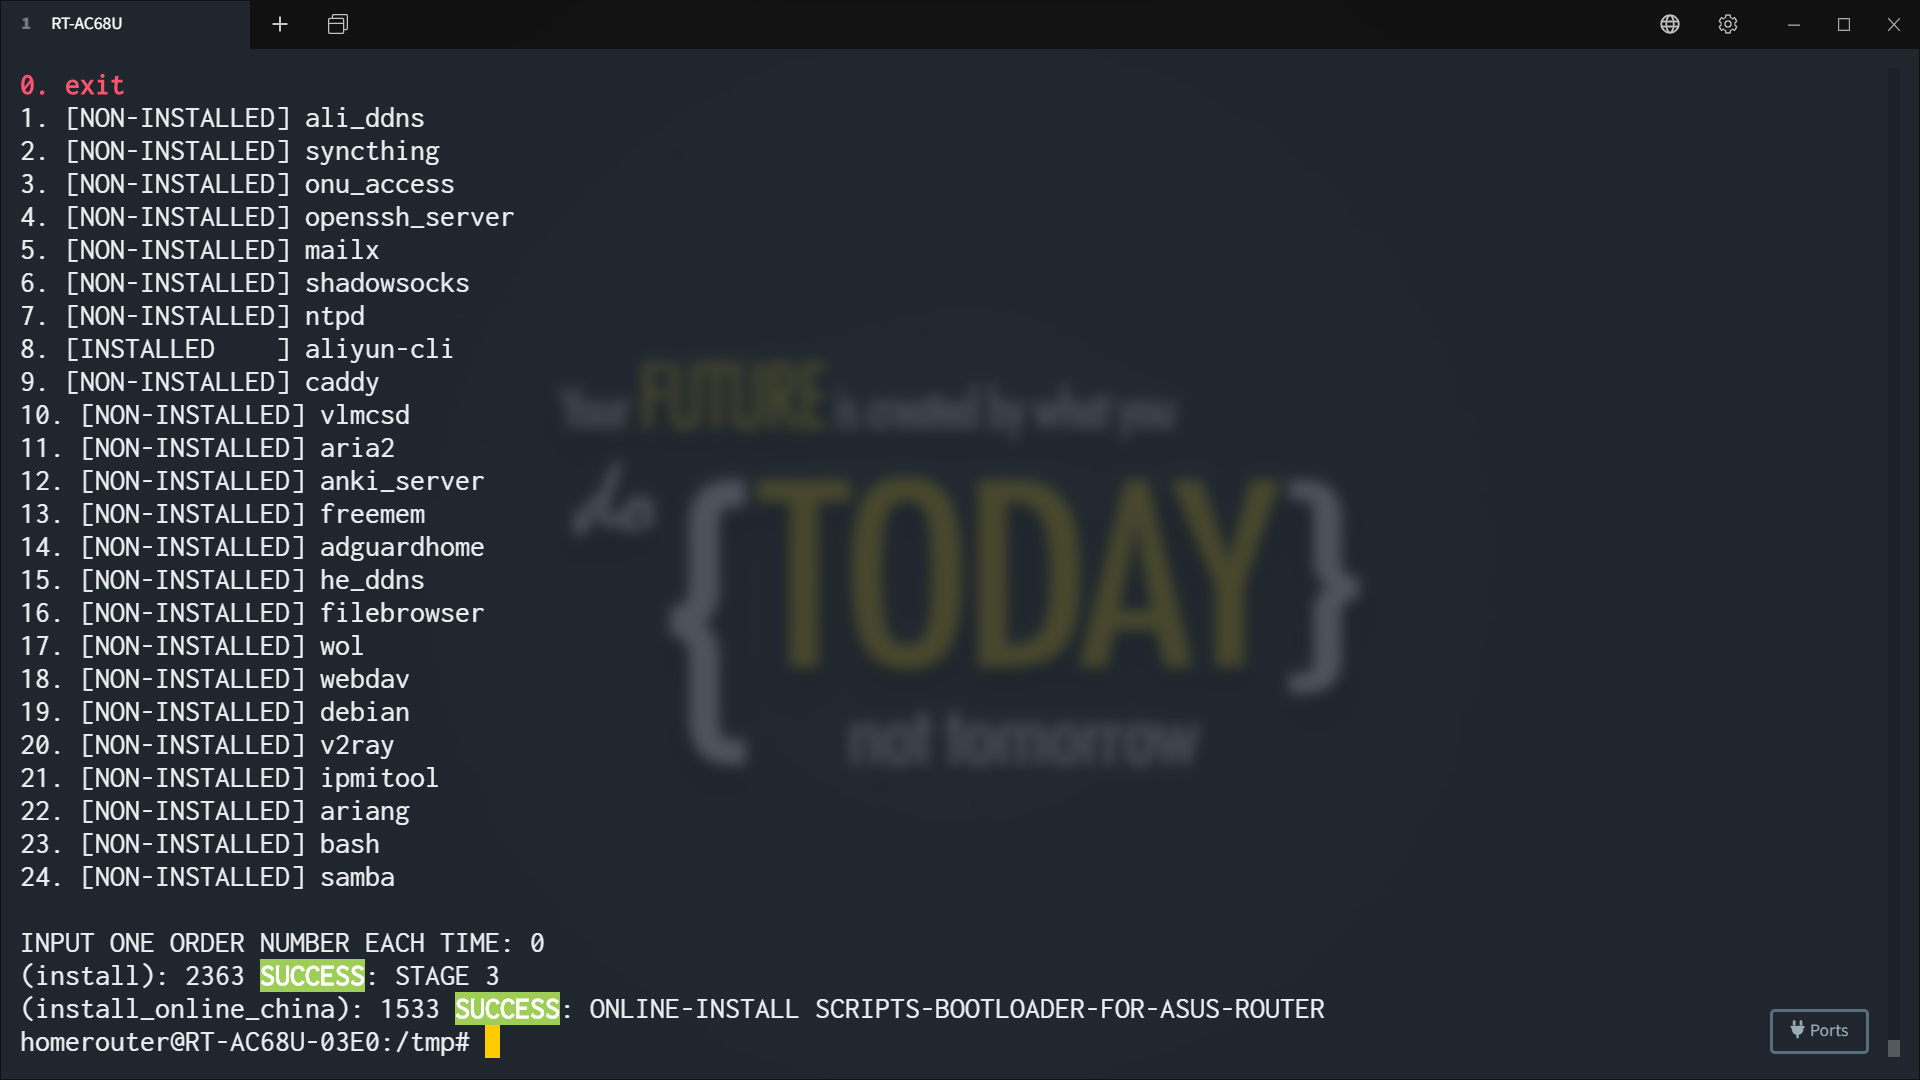 1 RT-AC68U
0. exit
1. [NON-INSTALLED] ali_ddns
2. [NON-INSTALLED] syncthing
3. [NON-INSTALLED] onu_access
4. [NON-INSTALLED] openssh_server
5. [NON-INSTALLED] mailx
6. [NON-INSTALLED] shadowsocks
7. [NON-INSTALLED] ntpd
8. [INSTALLED    ] aliyun-cli
9. [NON-INSTALLED] caddy
10. [NON-INSTALLED] vlmcsd
11. [NON-INSTALLED] aria2
12. [NON-INSTALLED] anki_server
13. [NON-INSTALLED] freemem
14. [NON-INSTALLED] adguardhome
15. [NON-INSTALLED] he_ddns
16. [NON-INSTALLED] filebrowser
17. [NON-INSTALLED] wol
18. [NON-INSTALLED] webdav
19. [NON-INSTALLED] debian
20. [NON-INSTALLED] v2ray
21. [NON-INSTALLED] ipmitool
22. [NON-INSTALLED] ariang
23. [NON-INSTALLED] bash
24. [NON-INSTALLED] samba
INPUT ONE ORDER NUMBER EACH TIME: 0
(install): 2363 SUCCESS: STAGE 3
(install_online_china): 1533 SUCCESS: ONLINE-INSTALL SCRIPTS-BOOTLOADER-FOR-ASUS-ROUTER
homerouter@RT-AC68U-03E0:/tmp#
Your FUTURE is created by what you
do {TODAY}
not tomorrow
Ports